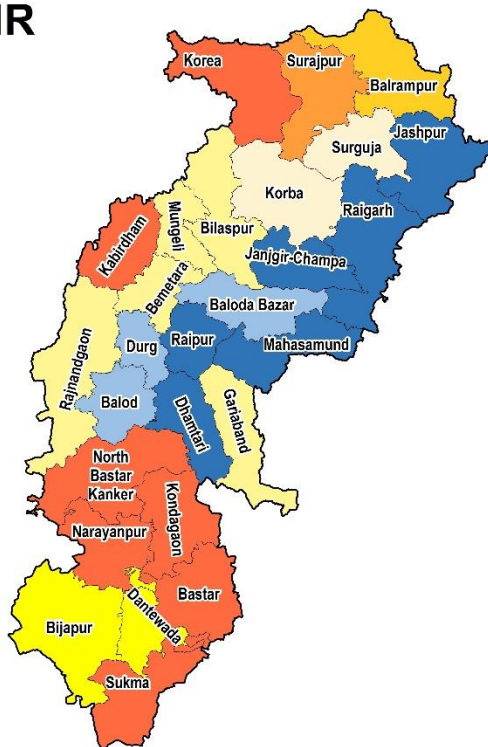 IR
Korea
Surajpur
Balrampur
Jashpur
Surguja
Korba
Raigarh
Mungeli
Bilaspur
Kabirdham
Janjgir-Champa
Bemetara
Baloda Bazar
Rajnandgaon
Durg
Raipur
Mahasamund
Balod
Dhamtari
Gariaband
North
Bastar
Kanker
Kondagaon
Narayanpur
Bastar
Dantewada
Bijapur
Sukma